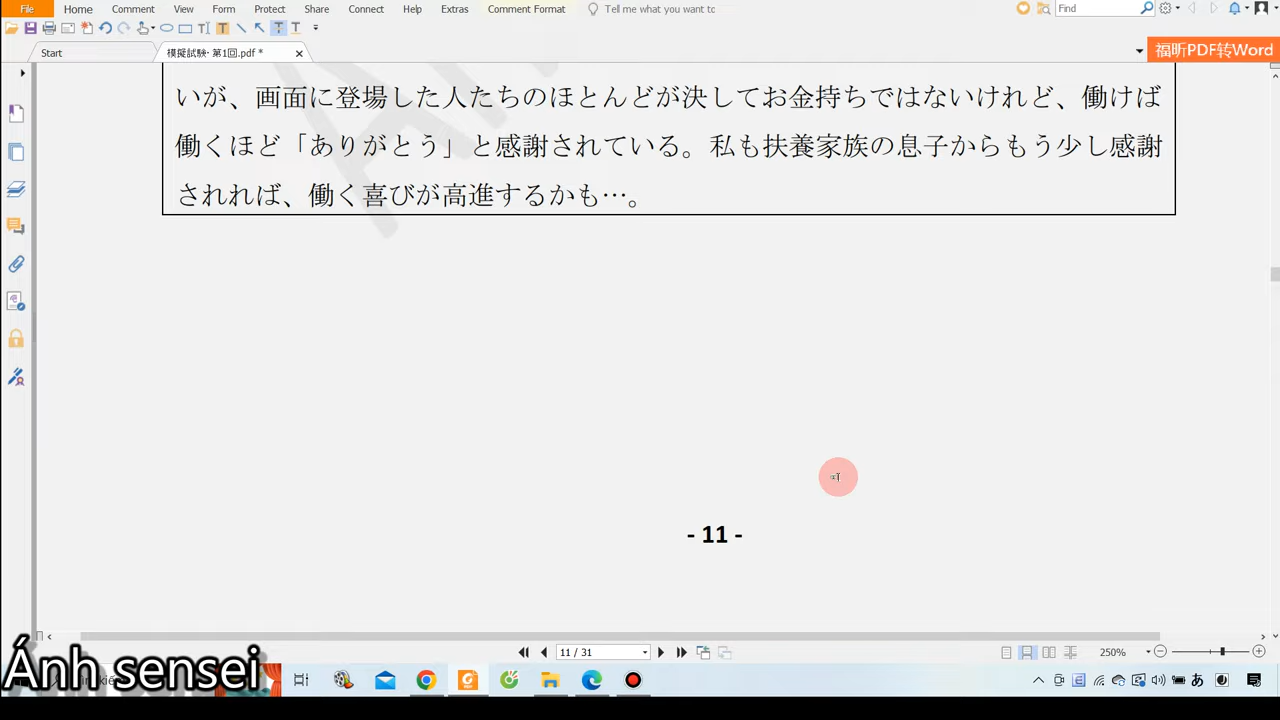 File Home Comment View Form Protect Share Connect Help Extras Comment Format Tell me what you want to Find
Start 模擬試験- 第1回.pdf * 福昕PDF转Word
いが、画面に登場した人たちのほとんどが決してお金持ちではないけれど、働けば
働くほど「ありがとう」と感謝されている。私も扶養家族の息子からもう少し感謝
されれば、働く喜びが高進するかも…。
- 11 -
11 / 31 250%
Ánh sensei